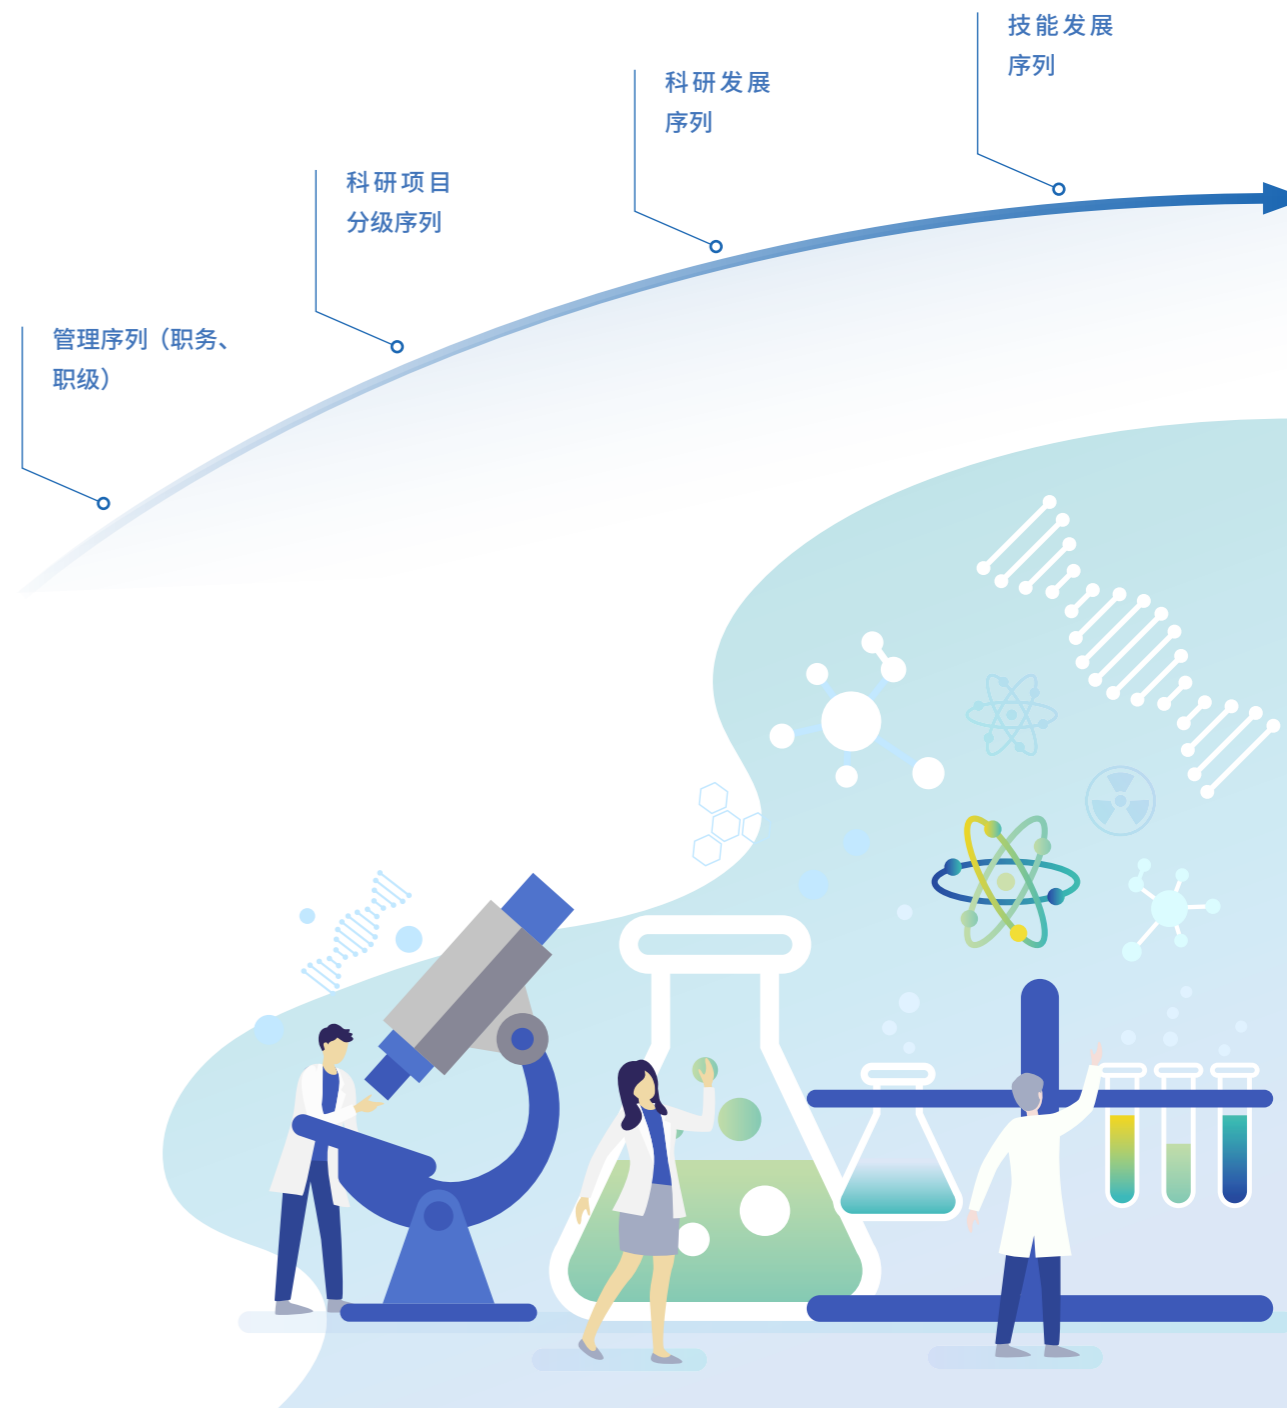 技能发展
序列
科研发展
序列
科研项目
分级序列
管理序列（职务、
职级）